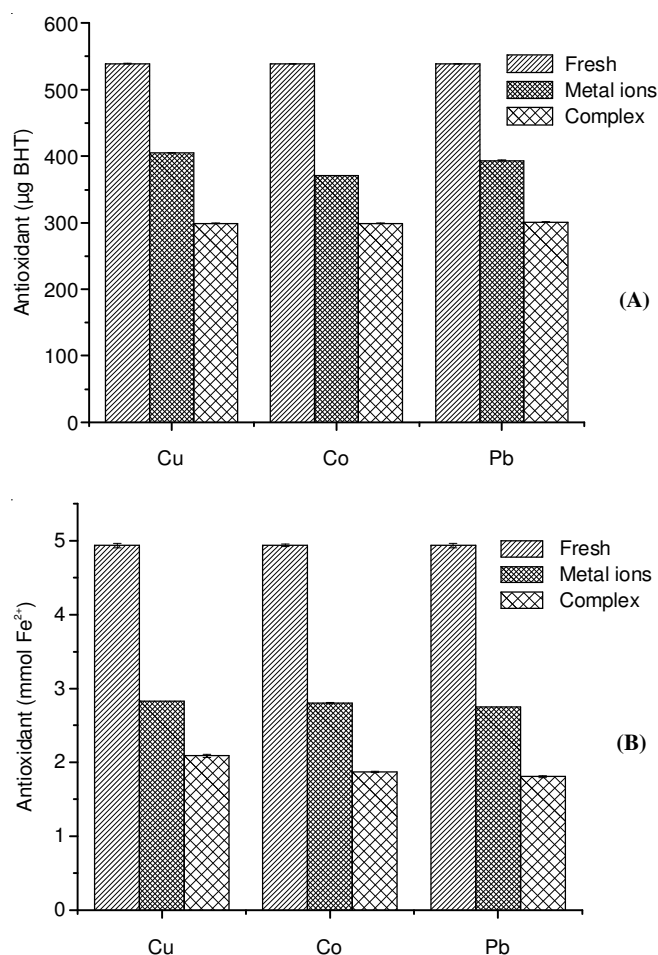 600
500
400
300
200
100
0
Antioxidant (µg BHT)
Fresh
Metal ions
Complex
Cu Co Pb
(A)
5
4
3
2
1
0
Antioxidant (mmol Fe²⁺)
Fresh
Metal ions
Complex
Cu Co Pb
(B)